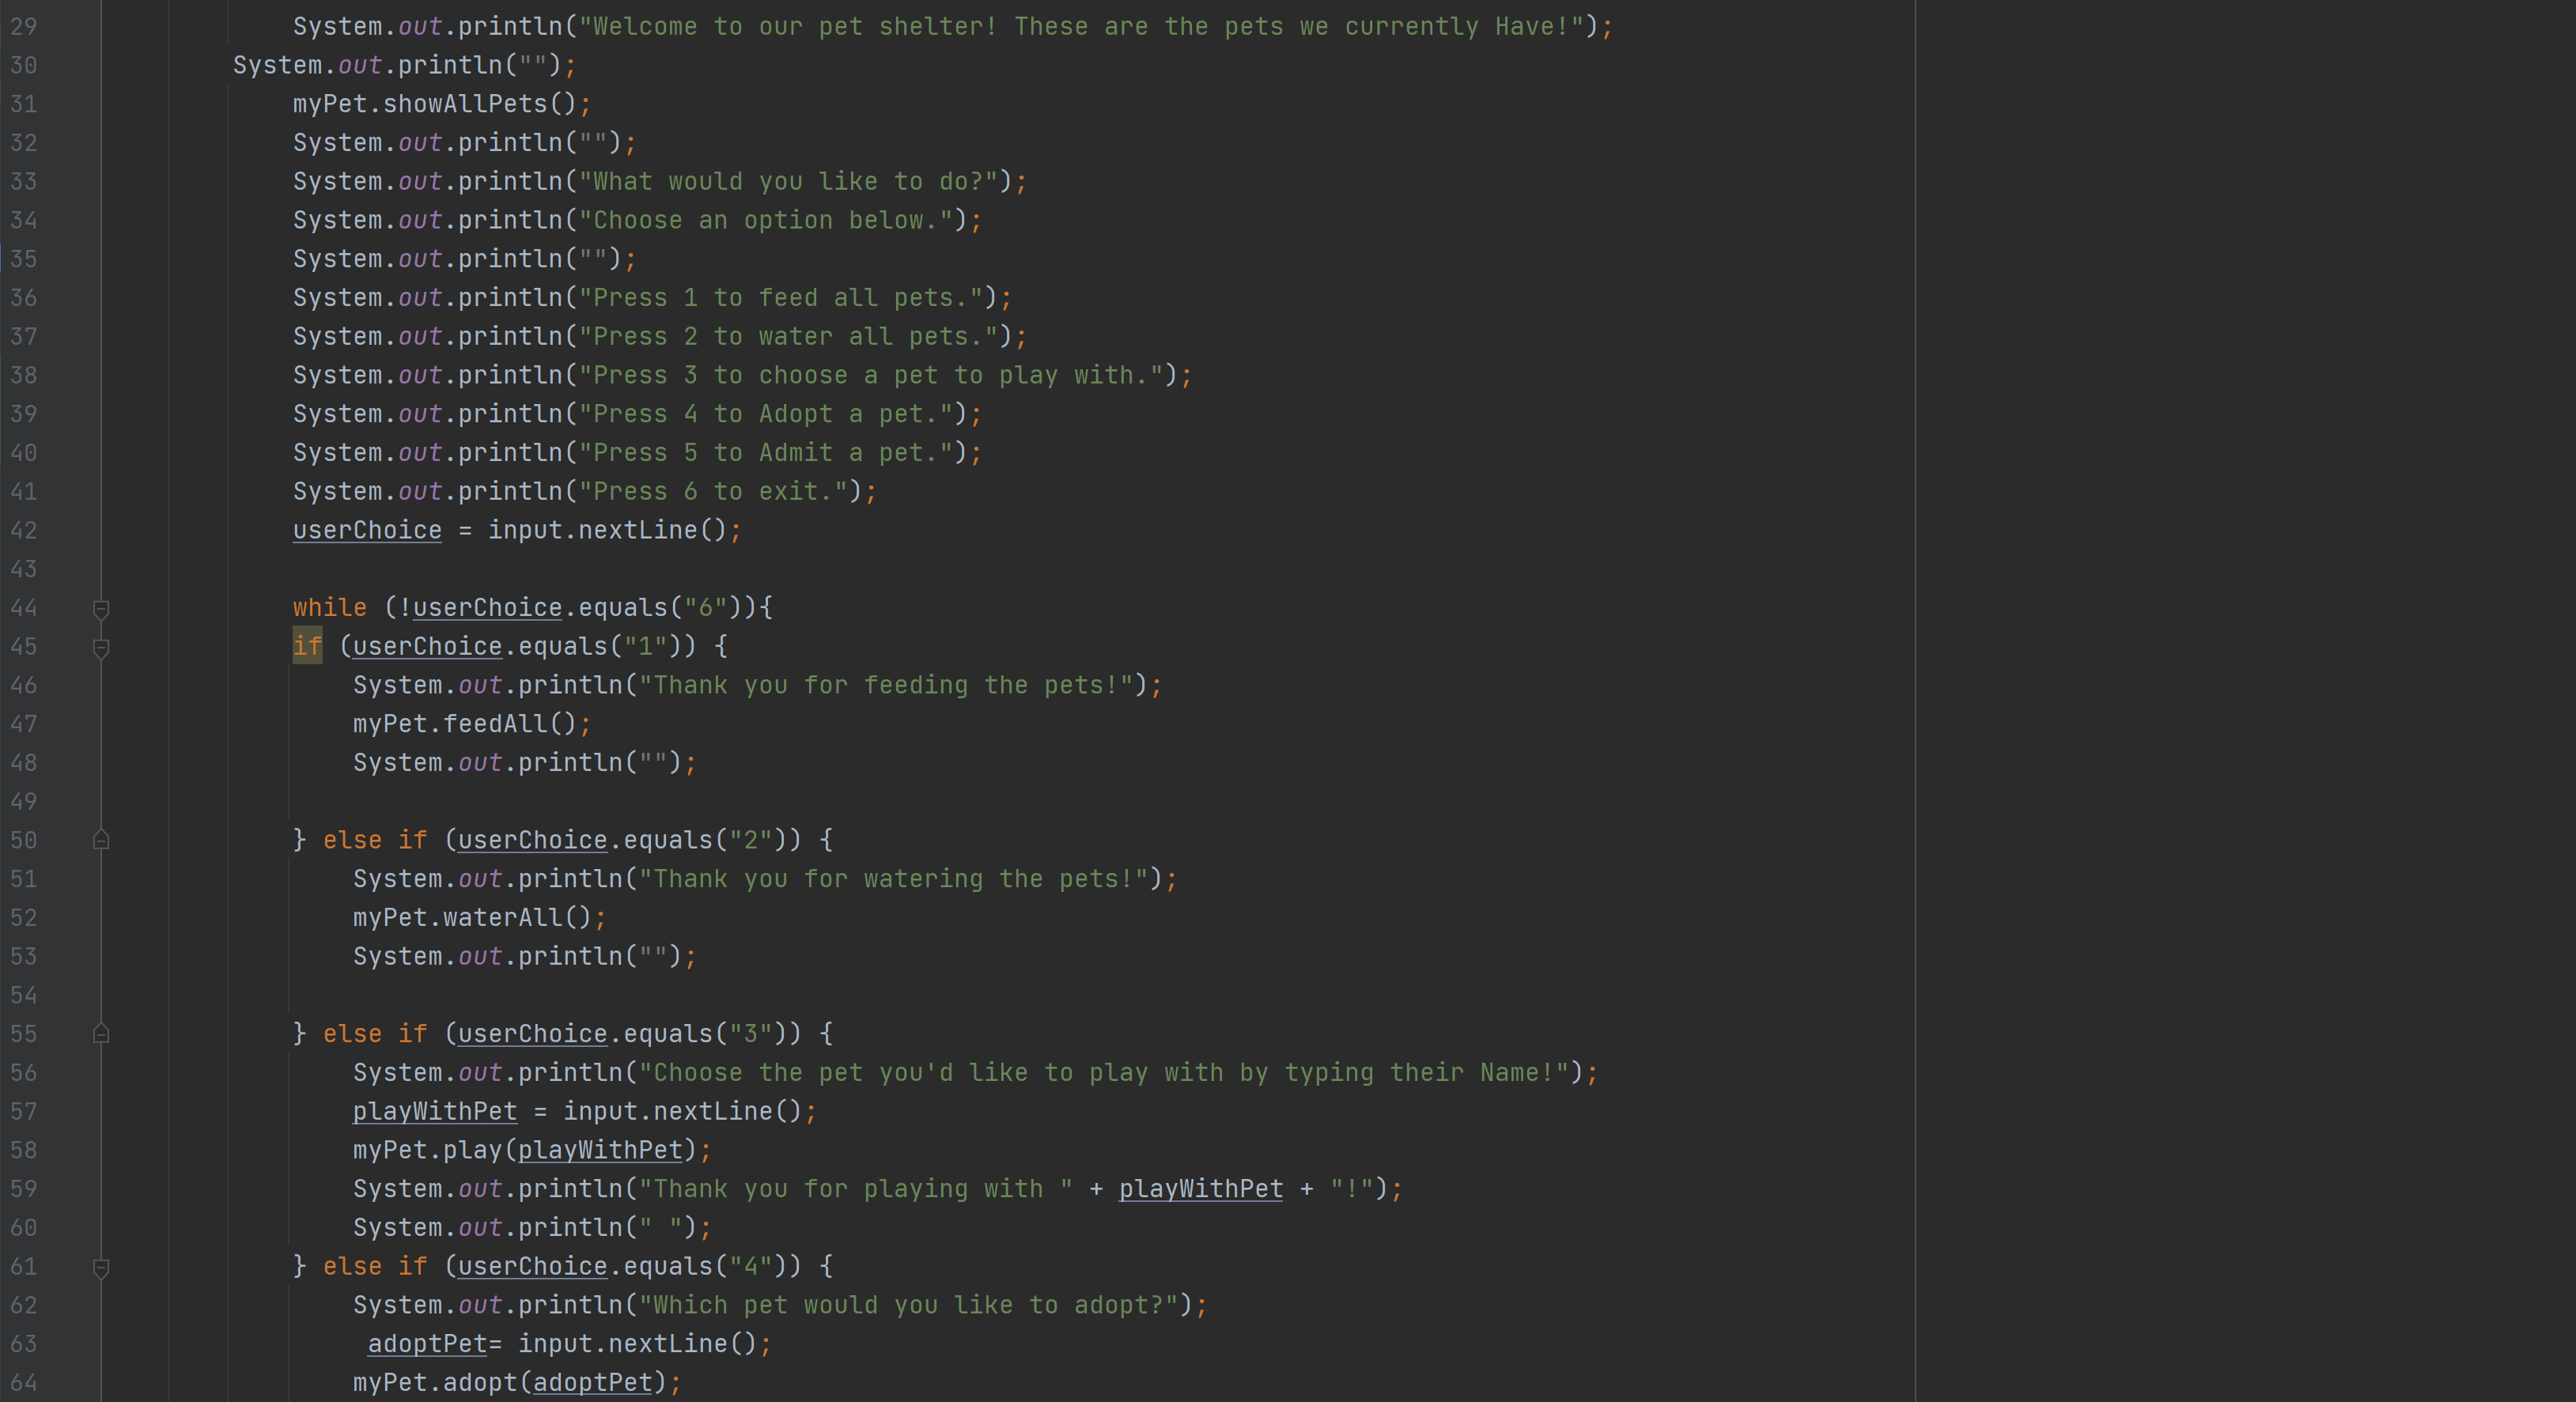 29 System.out.println("Welcome to our pet shelter! These are the pets we currently Have!");
30 System.out.println("");
31 myPet.showAllPets();
32 System.out.println("");
33 System.out.println("What would you like to do?");
34 System.out.println("Choose an option below.");
35 System.out.println("");
36 System.out.println("Press 1 to feed all pets.");
37 System.out.println("Press 2 to water all pets.");
38 System.out.println("Press 3 to choose a pet to play with.");
39 System.out.println("Press 4 to Adopt a pet.");
40 System.out.println("Press 5 to Admit a pet.");
41 System.out.println("Press 6 to exit.");
42 userChoice = input.nextLine();
43
44 while (!userChoice.equals("6")){
45 if (userChoice.equals("1")) {
46 System.out.println("Thank you for feeding the pets!");
47 myPet.feedAll();
48 System.out.println("");
49
50 } else if (userChoice.equals("2")) {
51 System.out.println("Thank you for watering the pets!");
52 myPet.waterAll();
53 System.out.println("");
54
55 } else if (userChoice.equals("3")) {
56 System.out.println("Choose the pet you'd like to play with by typing their Name!");
57 playWithPet = input.nextLine();
58 myPet.play(playWithPet);
59 System.out.println("Thank you for playing with " + playWithPet + "!");
60 System.out.println(" ");
61 } else if (userChoice.equals("4")) {
62 System.out.println("Which pet would you like to adopt?");
63 adoptPet= input.nextLine();
64 myPet.adopt(adoptPet);